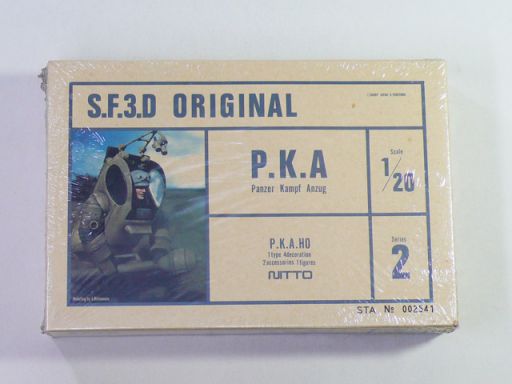 S.F.3.D ORIGINAL
P.K.A
Panzer Kampf Anzug
Scale
1/20
P.K.A.H0
1type 4decoration
2accessories 1figures
NITTO
Series
2
STA № 002541